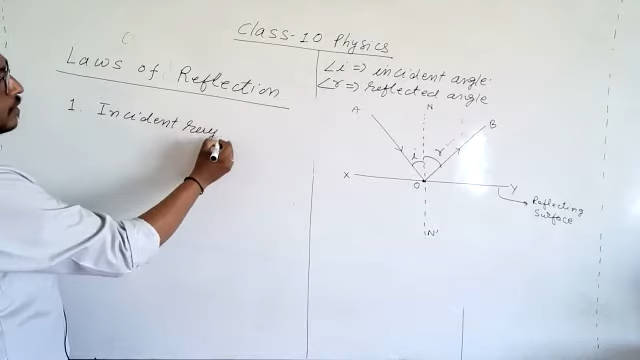 Class-10 Physics
Laws of Reflection
1. Incident ray
∠i => incident angle.
∠r => reflected angle
N
A
B
i
r
X
O
Y
Reflecting
Surface
N'